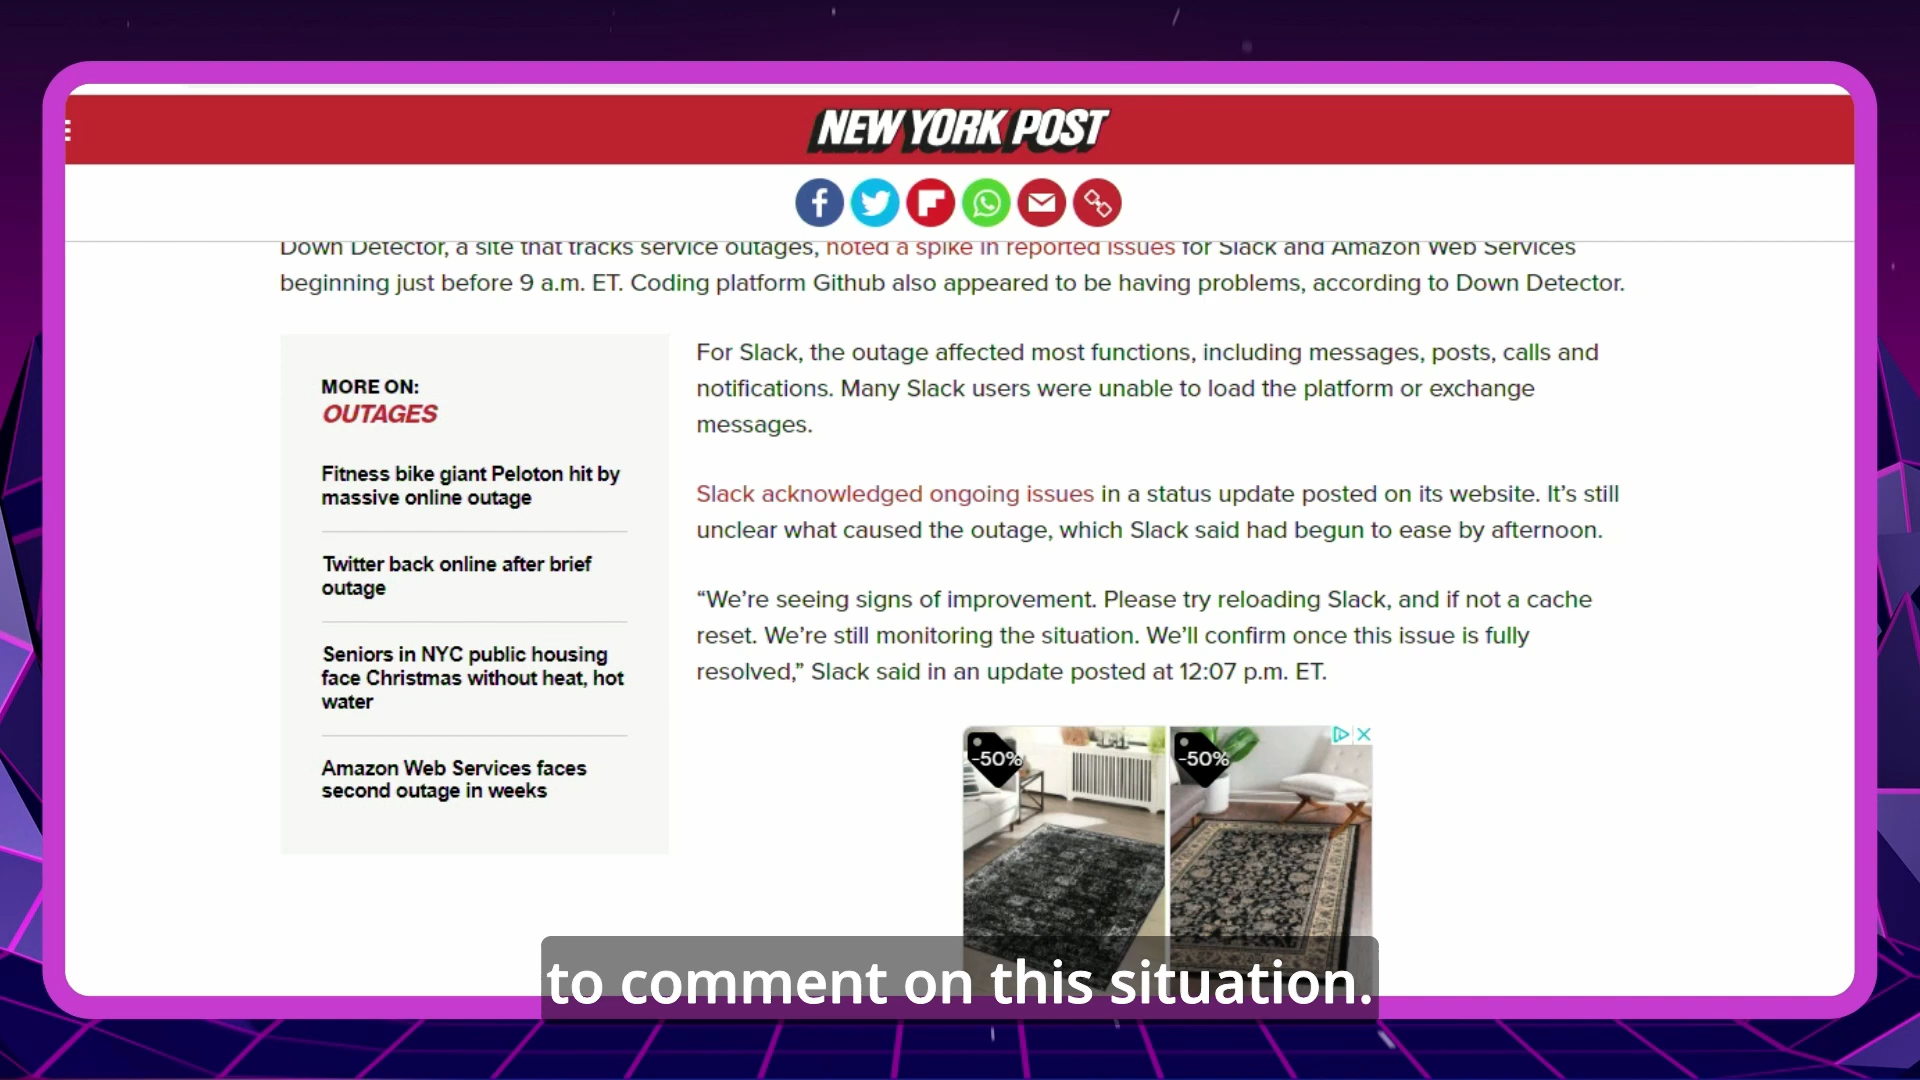 NEW YORK POST
Down Detector, a site that tracks service outages, noted a spike in reported issues for Slack and Amazon Web Services
beginning just before 9 a.m. ET. Coding platform Github also appeared to be having problems, according to Down Detector.
MORE ON:
OUTAGES
Fitness bike giant Peloton hit by
massive online outage
Twitter back online after brief
outage
Seniors in NYC public housing
face Christmas without heat, hot
water
Amazon Web Services faces
second outage in weeks
For Slack, the outage affected most functions, including messages, posts, calls and
notifications. Many Slack users were unable to load the platform or exchange
messages.
Slack acknowledged ongoing issues in a status update posted on its website. It’s still
unclear what caused the outage, which Slack said had begun to ease by afternoon.
“We’re seeing signs of improvement. Please try reloading Slack, and if not a cache
reset. We’re still monitoring the situation. We’ll confirm once this issue is fully
resolved,” Slack said in an update posted at 12:07 p.m. ET.
-50%
-50%
to comment on this situation.